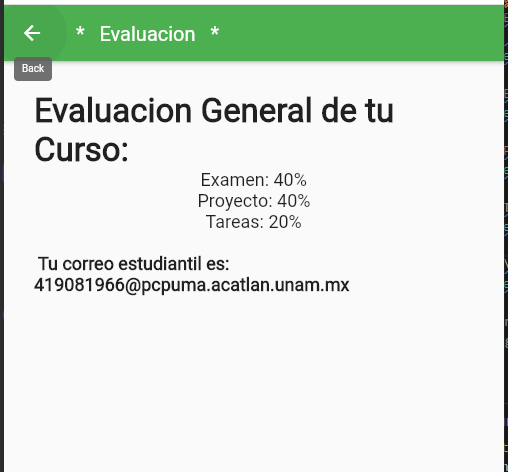 * Evaluacion *
Back
Evaluacion General de tu
Curso:
Examen: 40%
Proyecto: 40%
Tareas: 20%
Tu correo estudiantil es:
419081966@pcpuma.acatlan.unam.mx